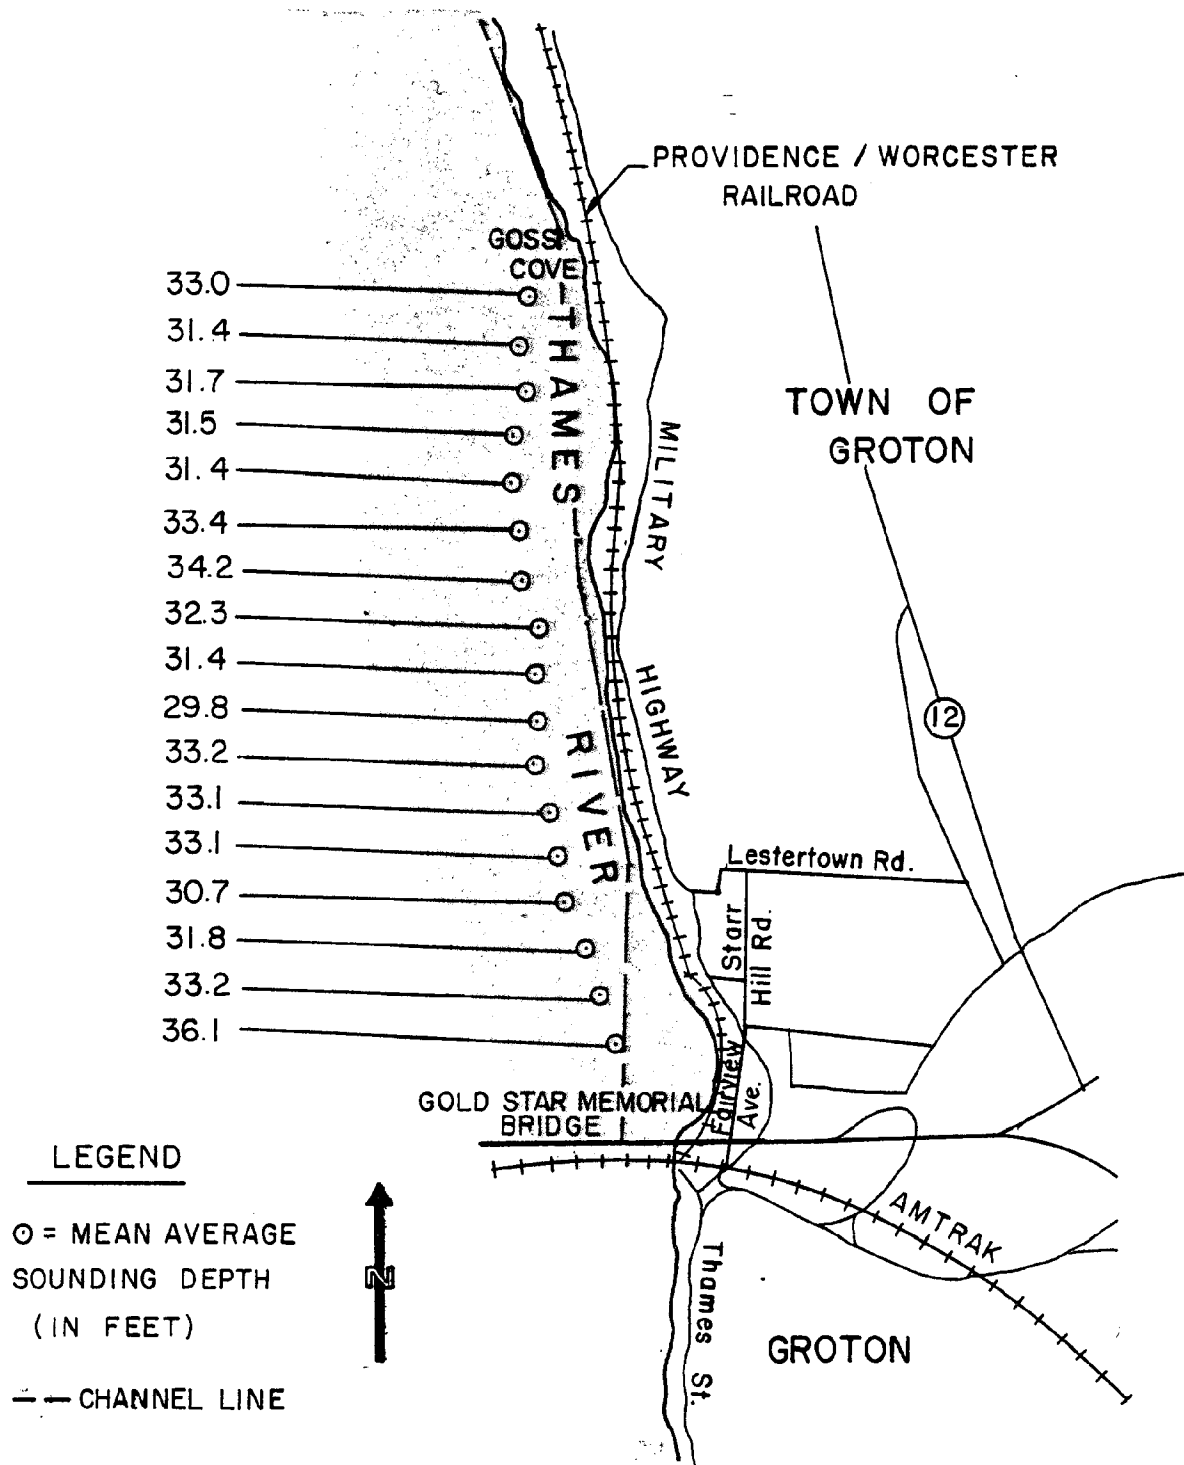 PROVIDENCE / WORCESTER
RAILROAD
GOSS
COVE
33.0
31.4
31.7
31.5
31.4
33.4
34.2
32.3
31.4
29.8
33.2
33.1
33.1
30.7
31.8
33.2
36.1
THAMES
RIVER
MILITARY
HIGHWAY
TOWN OF
GROTON
12
Lestertown Rd.
Starr
Hill Rd.
Fairview
Ave.
GOLD STAR MEMORIAL
BRIDGE
AMTRAK
Thames St.
GROTON
LEGEND
⊙ = MEAN AVERAGE
SOUNDING DEPTH
(IN FEET)
N
— — CHANNEL LINE